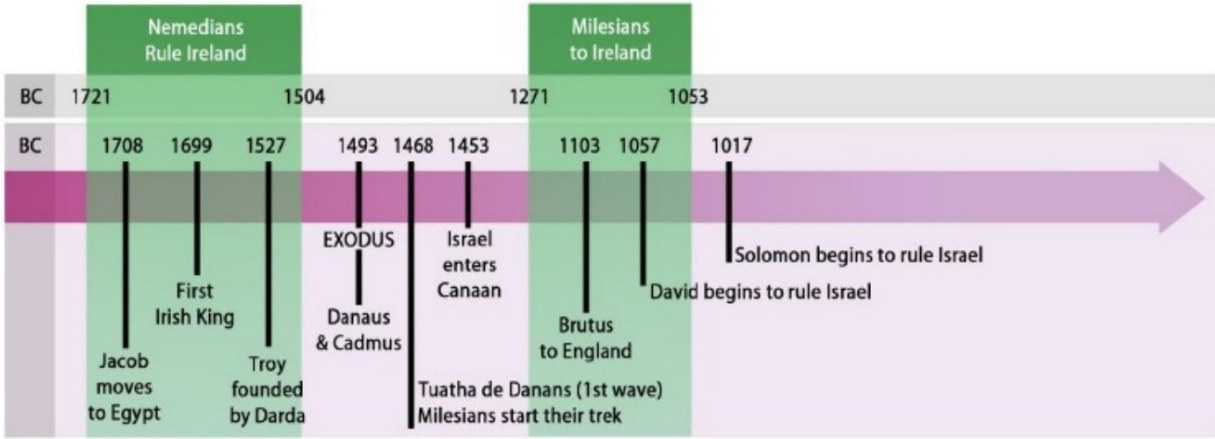 Nemedians
Rule Ireland
Milesians
to Ireland
BC 1721 1504 1271 1053
BC 1708 1699 1527 1493 1468 1453 1103 1057 1017
EXODUS
Danaus
& Cadmus
Israel
enters
Canaan
Solomon begins to rule Israel
David begins to rule Israel
First
Irish King
Brutus
to England
Jacob
moves
to Egypt
Troy
founded
by Darda
Tuatha de Danans (1st wave)
Milesians start their trek